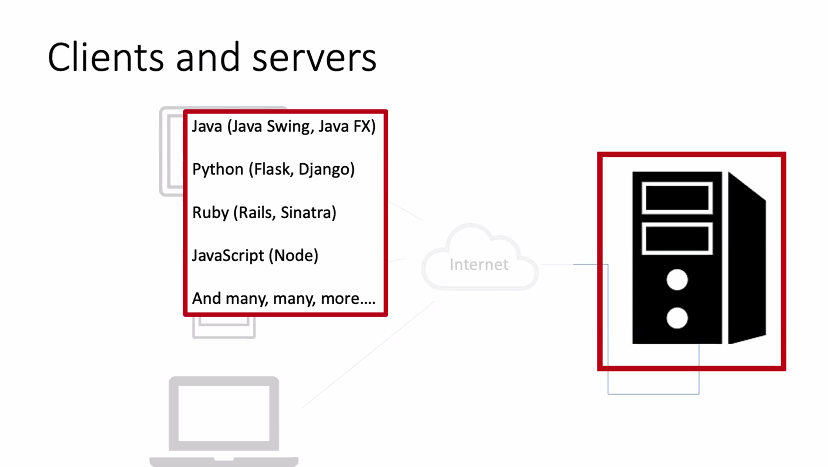 Clients and servers
Java (Java Swing, Java FX)
Python (Flask, Django)
Ruby (Rails, Sinatra)
JavaScript (Node)
And many, many, more....
Internet